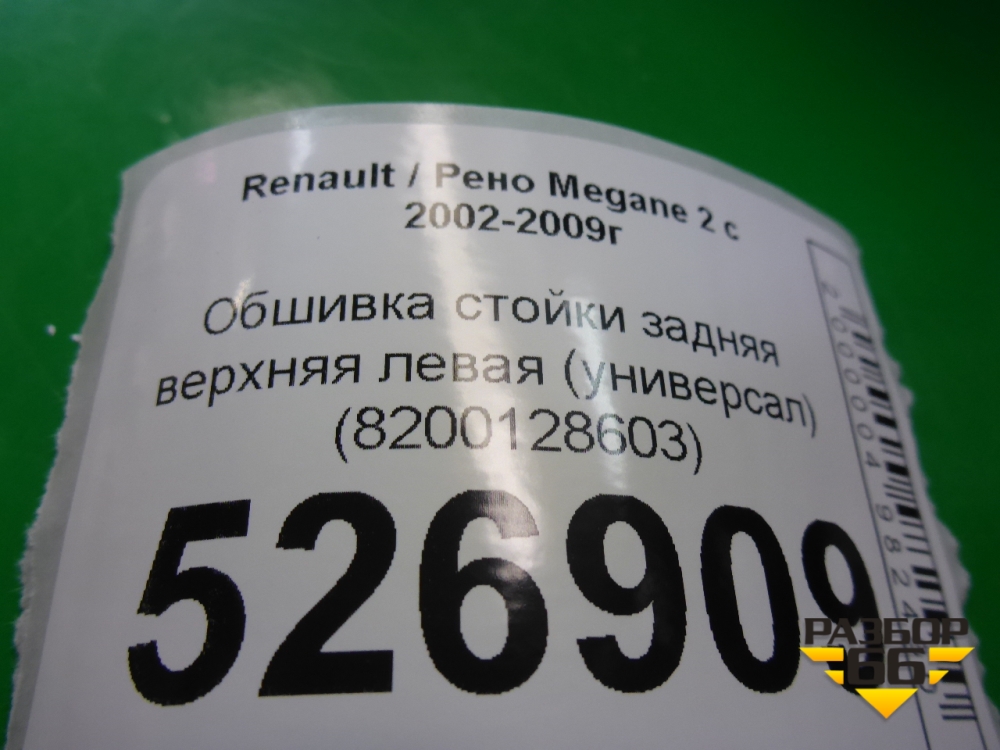 Renault / Рено Megane 2 с
2002-2009г
Обшивка стойки задняя
верхняя левая (универсал)
(8200128603)
526909
РАЗБОР
66